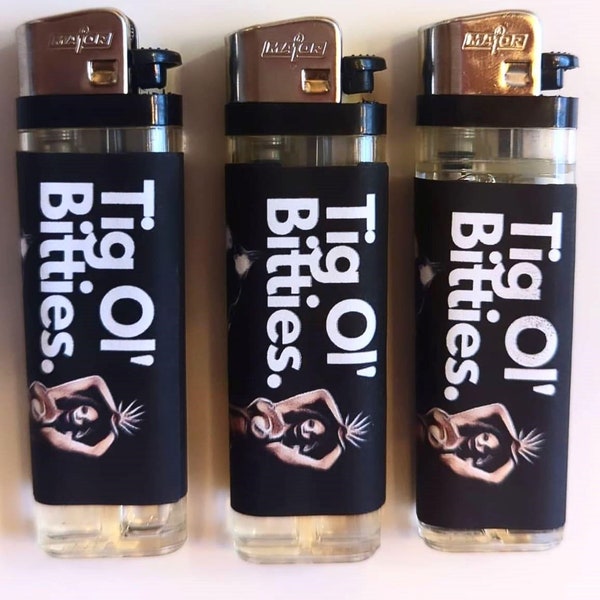 MAJOR
MAJOR
MAJOR
Tig Ol'
Bitties.
Tig Ol'
Bitties.
Tig Ol'
Bitties.